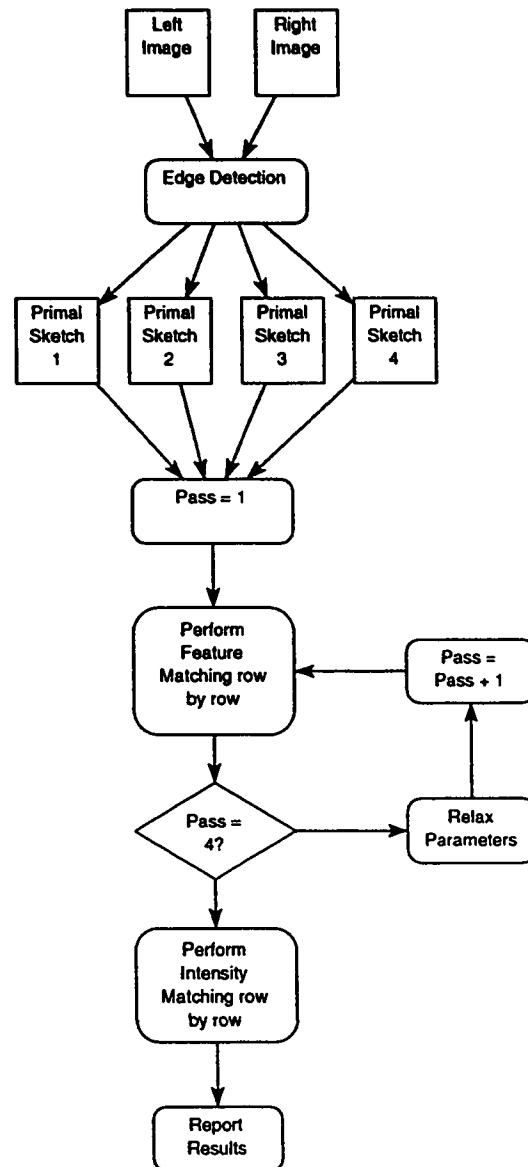 Left
Image
Right
Image
Edge Detection
Primal
Sketch
1
Primal
Sketch
2
Primal
Sketch
3
Primal
Sketch
4
Pass = 1
Perform
Feature
Matching row
by row
Pass =
Pass + 1
Pass =
4?
Relax
Parameters
Perform
Intensity
Matching row
by row
Report
Results